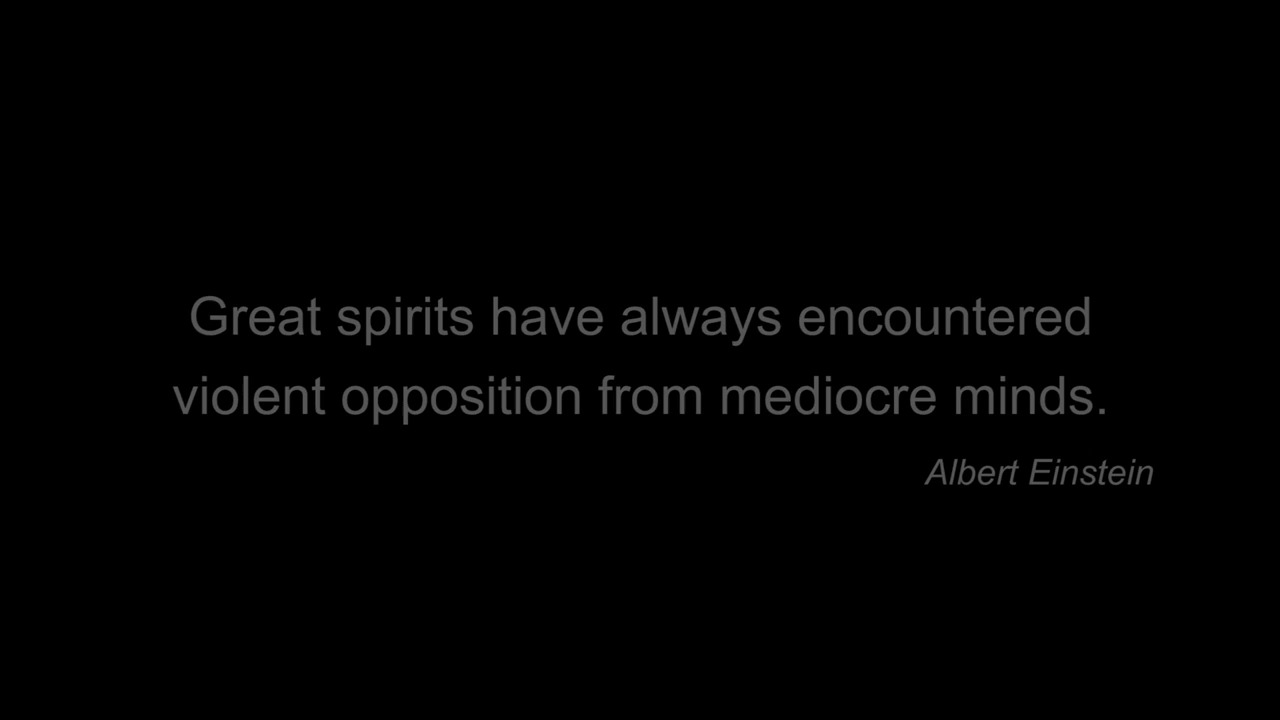 Great spirits have always encountered
violent opposition from mediocre minds.
Albert Einstein